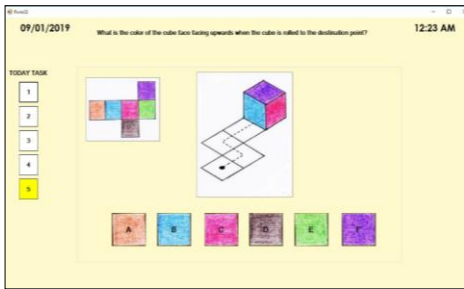 09/01/2019
What is the color of the cube face facing upwards when the cube is rolled to the destination point?
12:23 AM
TODAY TASK
1
2
3
4
5
A
B
C
D
E
F